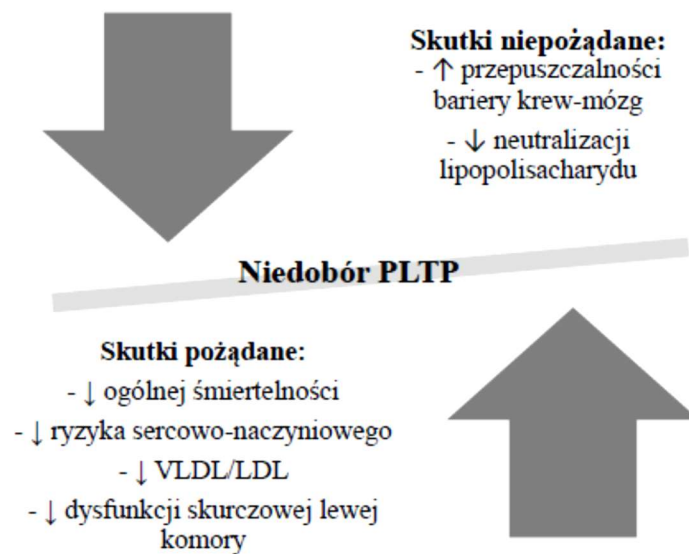 Skutki niepożądane:
- ↑ przepuszczalności
bariery krew-mózg
- ↓ neutralizacji
lipopolisacharydu
Niedobór PLTP
Skutki pożądane:
- ↓ ogólnej śmiertelności
- ↓ ryzyka sercowo-naczyniowego
- ↓ VLDL/LDL
- ↓ dysfunkcji skurczowej lewej
komory